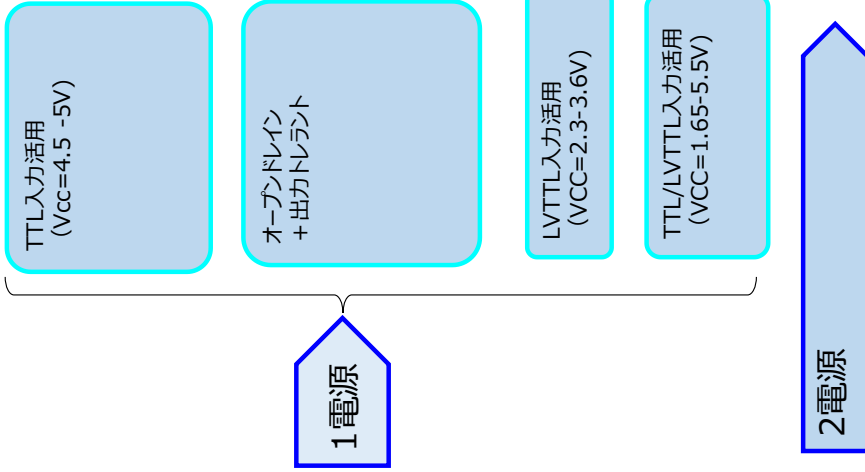 1電源
TTL入力活用
(Vcc=4.5 -5V)
オープンドレイン
+出力トレラント
LVTTL入力活用
(VCC=2.3-3.6V)
TTL/LVTTL入力活用
(VCC=1.65-5.5V)
2電源